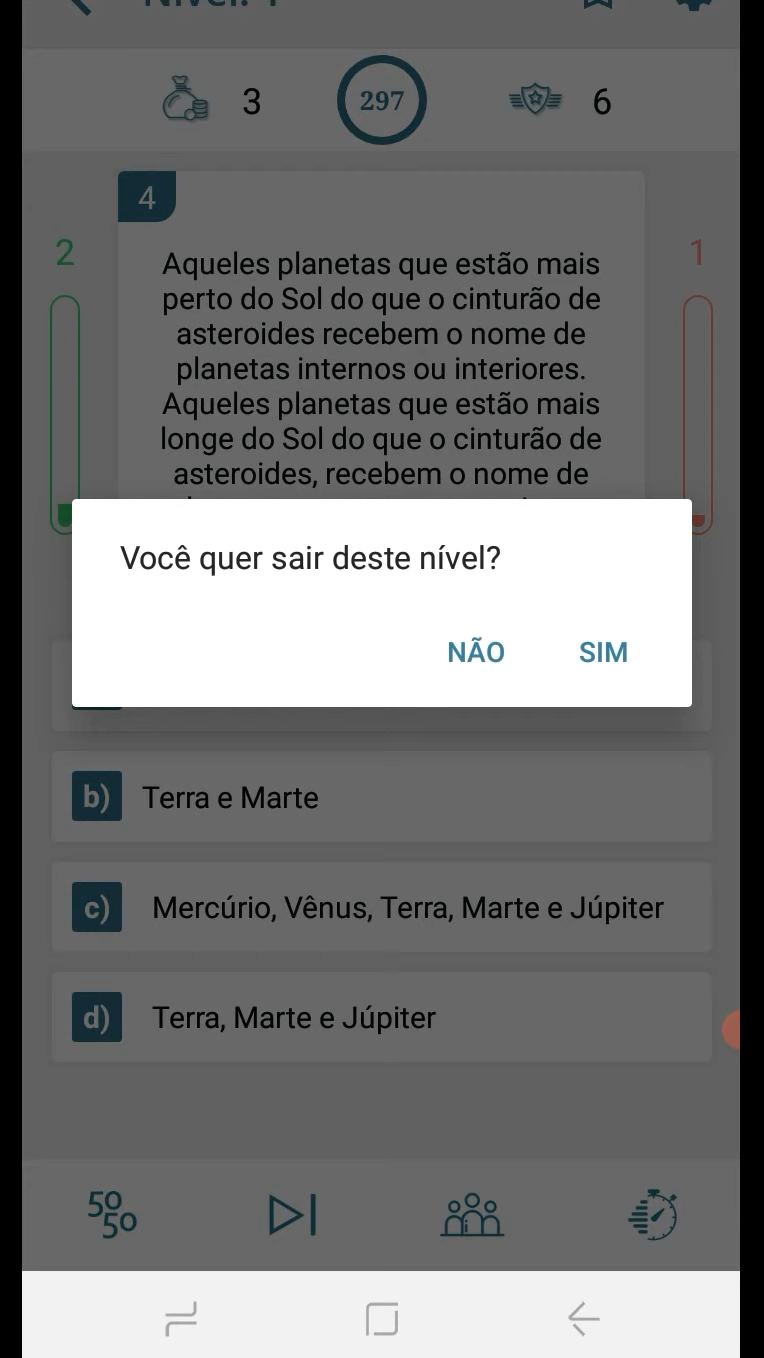 3
297
6
4
2
1
Aqueles planetas que estão mais
perto do Sol do que o cinturão de
asteroides recebem o nome de
planetas internos ou interiores.
Aqueles planetas que estão mais
longe do Sol do que o cinturão de
asteroides, recebem o nome de
Você quer sair deste nível?
NÃO SIM
b) Terra e Marte
c) Mercúrio, Vênus, Terra, Marte e Júpiter
d) Terra, Marte e Júpiter
50
50